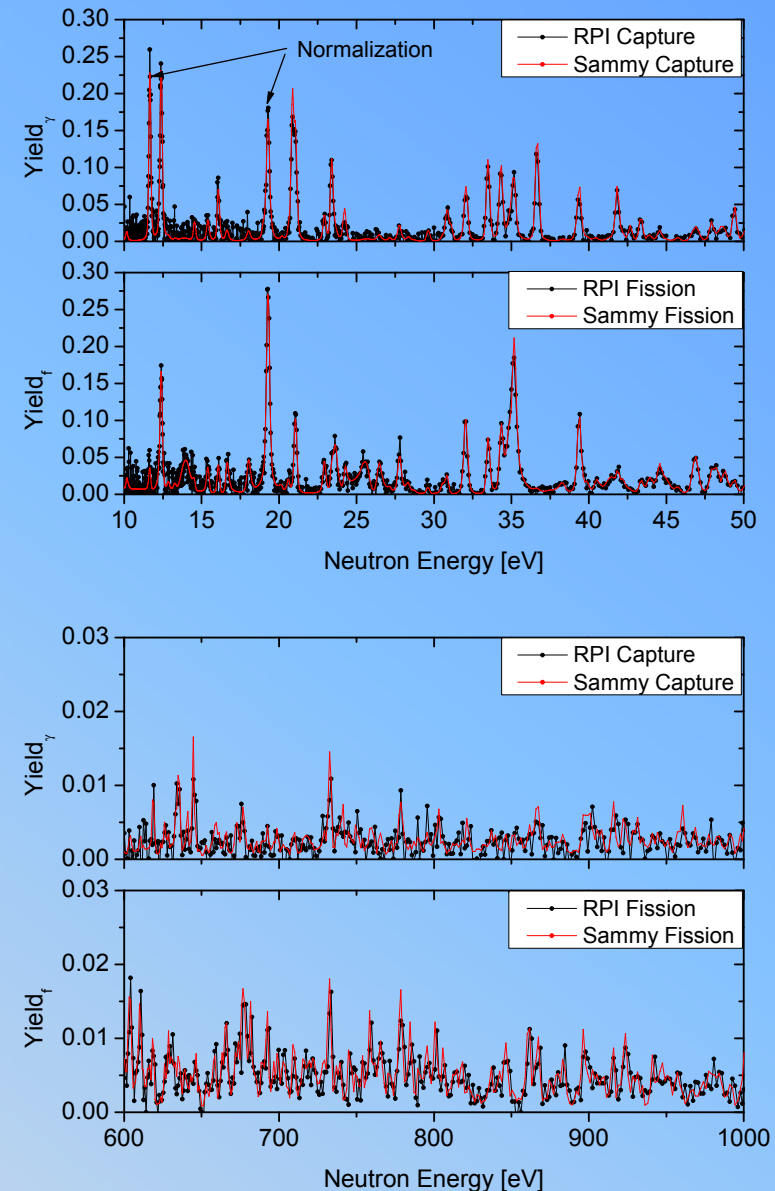 0.30
0.25
0.20
0.15
0.10
0.05
0.00
Yieldγ
Normalization
RPI Capture
Sammy Capture
0.30
0.25
0.20
0.15
0.10
0.05
0.00
Yield_f
RPI Fission
Sammy Fission
10 15 20 25 30 35 40 45 50
Neutron Energy [eV]
0.03
0.02
0.01
0.00
Yieldγ
RPI Capture
Sammy Capture
0.03
0.02
0.01
0.00
Yield_f
RPI Fission
Sammy Fission
600 700 800 900 1000
Neutron Energy [eV]